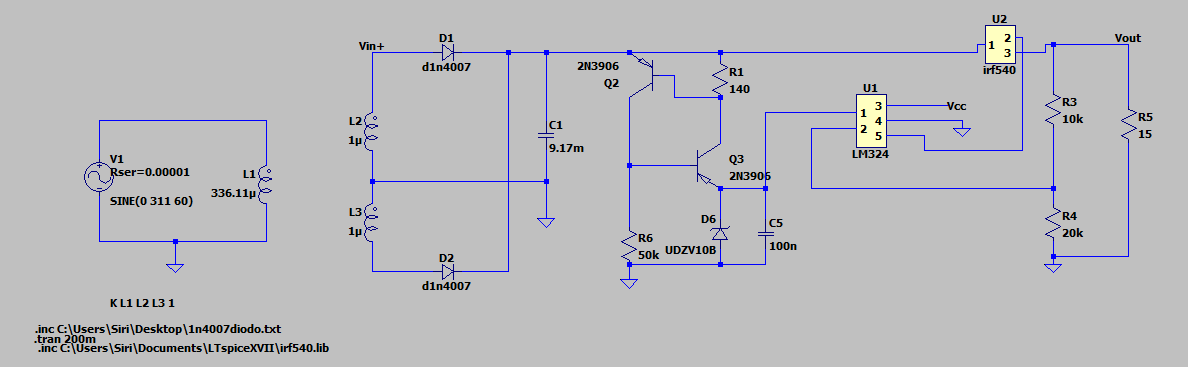 U2
Vin+
D1
Vout
1
2
3
d1n4007
2N3906
irf540
Q2
R1
140
U1
L2
1µ
C1
9.17m
1
2
3
4
5
Vcc
R3
10k
R5
15
V1
Rser=0.00001
SINE(0 311 60)
L1
336.11µ
LM324
Q3
2N3906
L3
1µ
D6
UDZV10B
C5
100n
R4
20k
R6
50k
D2
d1n4007
K L1 L2 L3 1
.inc C:\Users\Siri\Desktop\1n4007diodo.txt
.tran 200m
.inc C:\Users\Siri\Documents\LTspiceXVII\irf540.lib